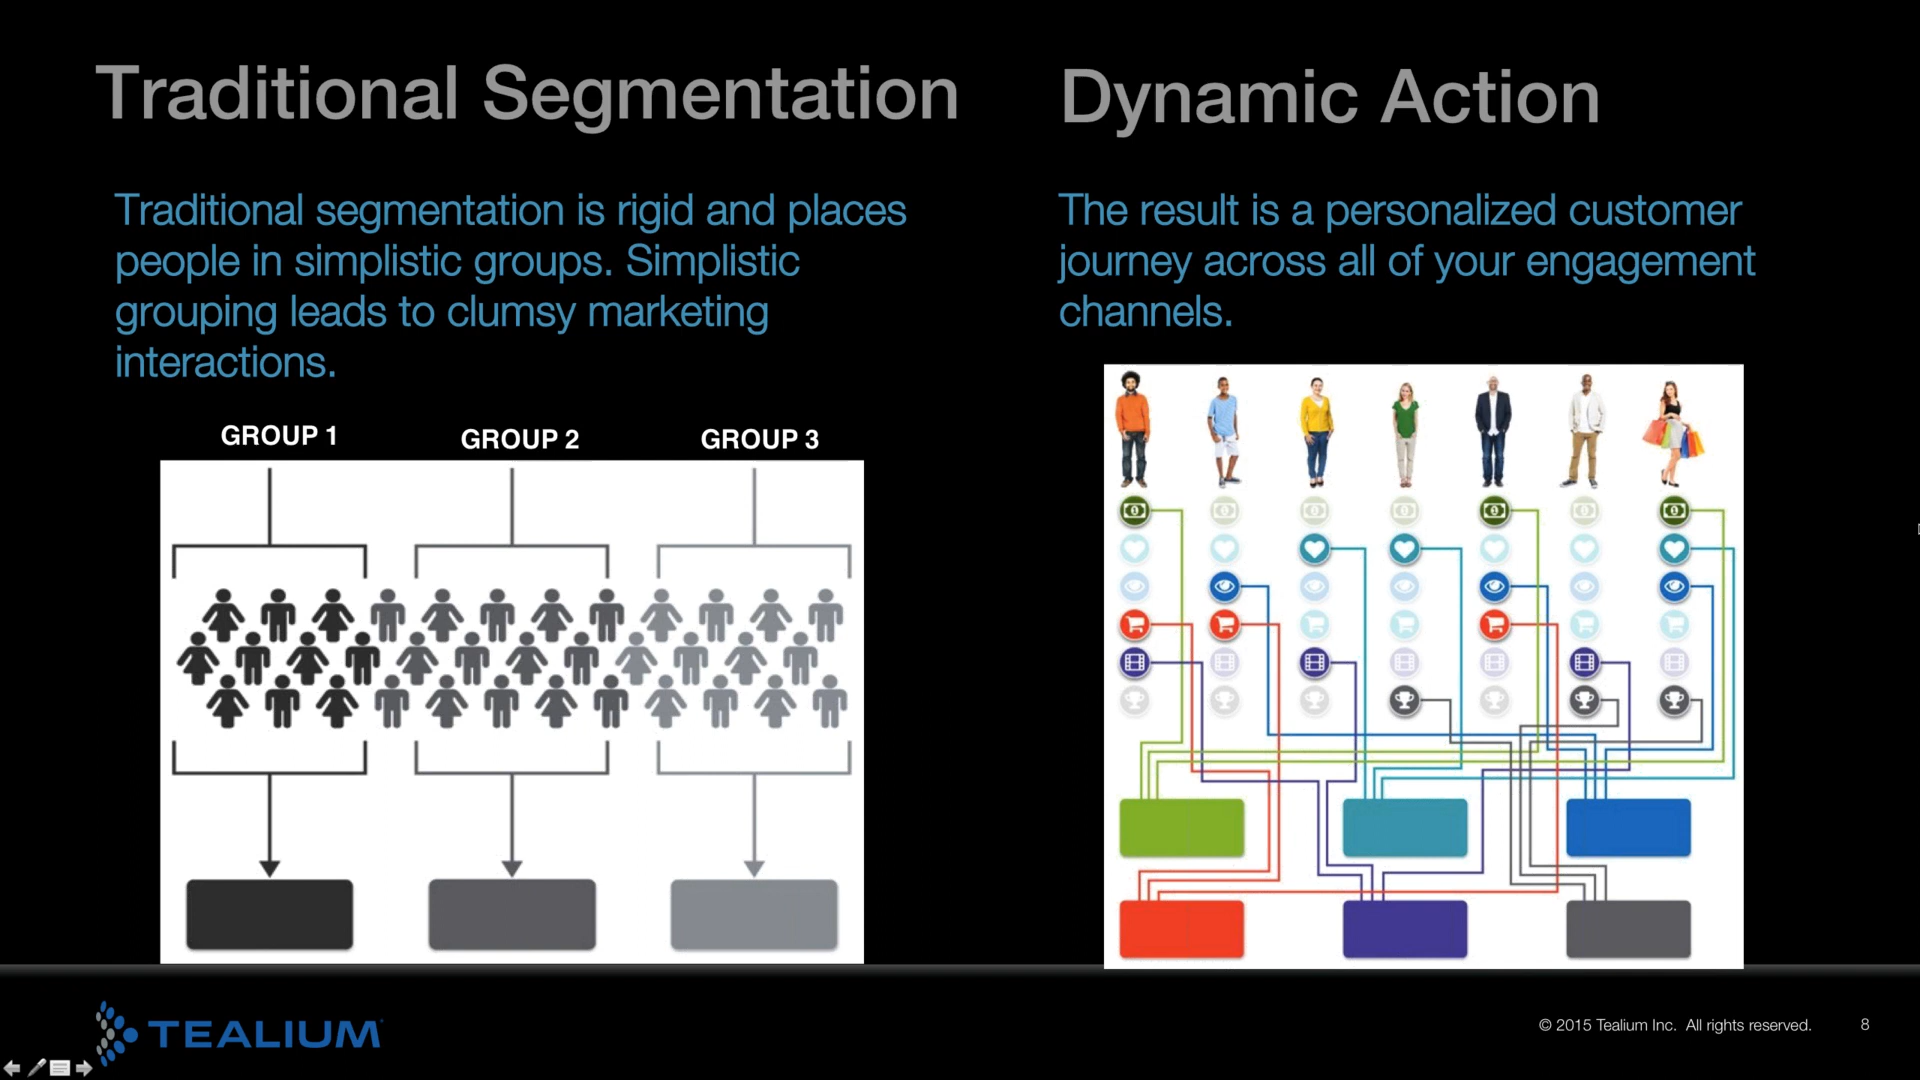 Traditional Segmentation
Traditional segmentation is rigid and places
people in simplistic groups. Simplistic
grouping leads to clumsy marketing
interactions.
GROUP 1
GROUP 2
GROUP 3
Dynamic Action
The result is a personalized customer
journey across all of your engagement
channels.
TEALIUM
© 2015 Tealium Inc. All rights reserved.
8